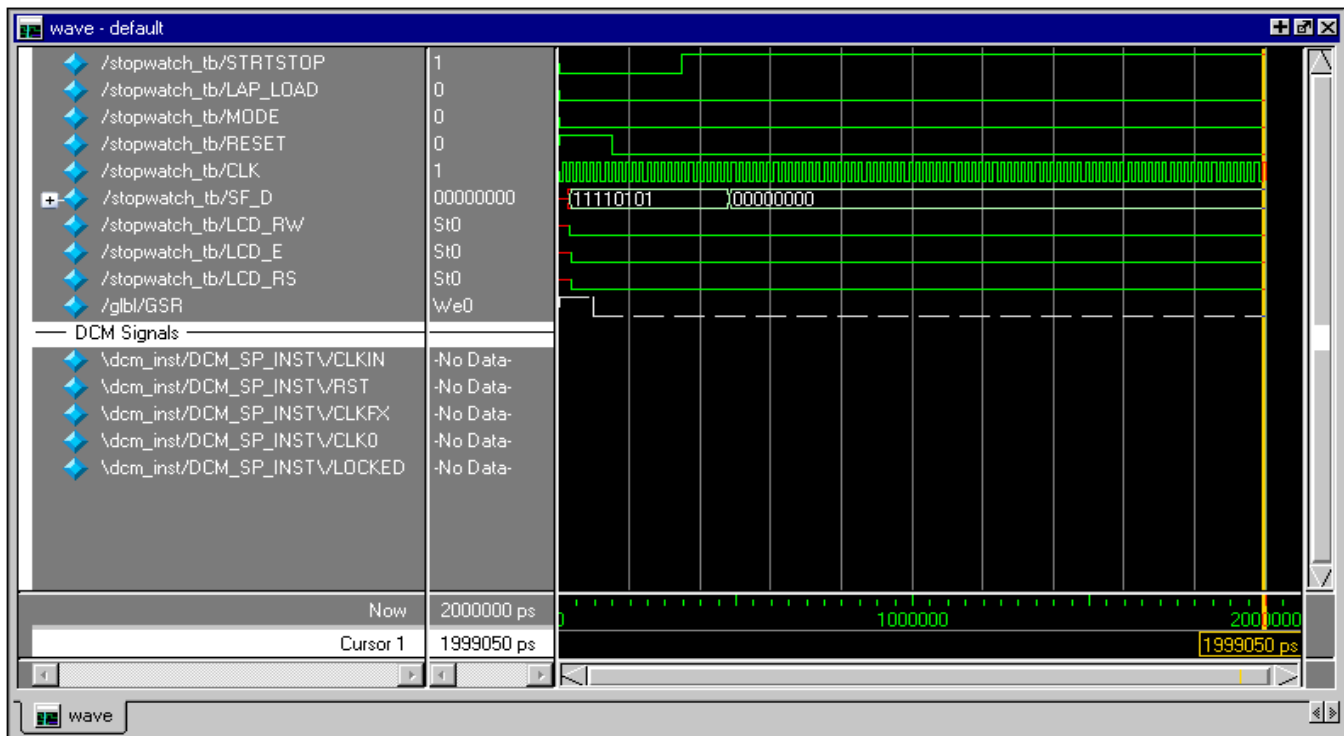 wave - default
/stopwatch_tb/STRTSTOP 1
/stopwatch_tb/LAP_LOAD 0
/stopwatch_tb/MODE 0
/stopwatch_tb/RESET 0
/stopwatch_tb/CLK 1
/stopwatch_tb/SF_D 00000000 11110101 00000000
/stopwatch_tb/LCD_RW St0
/stopwatch_tb/LCD_E St0
/stopwatch_tb/LCD_RS St0
/glbl/GSR We0
DCM Signals
\dcm_inst/DCM_SP_INST\/CLKIN -No Data-
\dcm_inst/DCM_SP_INST\/RST -No Data-
\dcm_inst/DCM_SP_INST\/CLKFX -No Data-
\dcm_inst/DCM_SP_INST\/CLK0 -No Data-
\dcm_inst/DCM_SP_INST\/LOCKED -No Data-
Now 2000000 ps 0 1000000 2000000
Cursor 1 1999050 ps 1999050 ps
wave